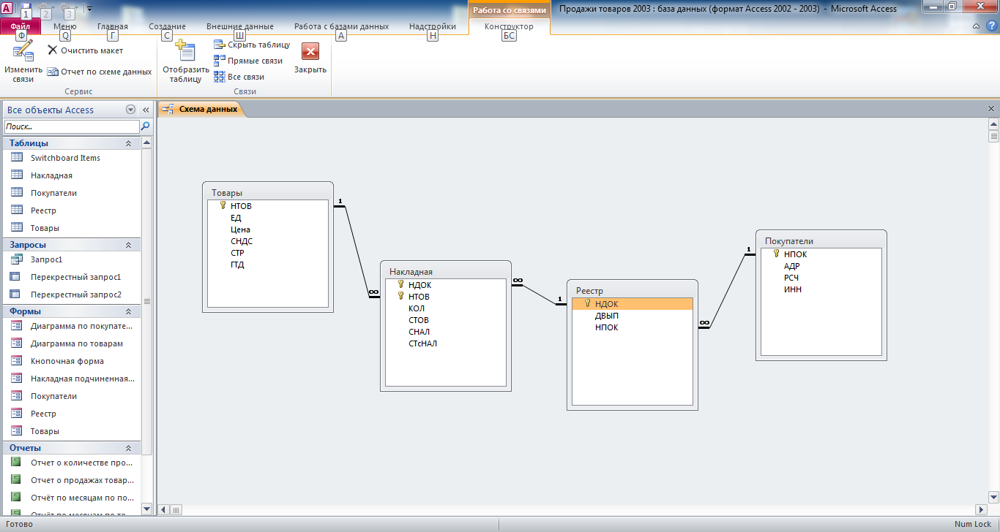 Продажи товаров 2003 : база данных (формат Access 2002 - 2003) - Microsoft Access
Работа со связями
1 2 3
Файл Меню Главная Создание Внешние данные Работа с базами данных Надстройки Конструктор
Ф Q Г С Ш А Н БС
Изменить связи
Очистить макет
Отчет по схеме данных
Сервис
Отобразить таблицу
Скрыть таблицу
Прямые связи
Все связи
Закрыть
Связи
Все объекты Access
Поиск...
Таблицы
Switchboard Items
Накладная
Покупатели
Реестр
Товары
Запросы
Запрос1
Перекрестный запрос1
Перекрестный запрос2
Формы
Диаграмма по покупате...
Диаграмма по товарам
Кнопочная форма
Накладная подчиненная...
Покупатели
Реестр
Товары
Отчеты
Отчет о количестве про...
Отчет о продажах товар...
Отчёт по месяцам по по...
Отчёт по месяцам по то...
Схема данных
Товары
НТОВ
ЕД
Цена
СНДС
СТР
ГТД
1
∞
Накладная
НДОК
НТОВ
КОЛ
СТОВ
СНАЛ
СТсНАЛ
∞
1
Реестр
НДОК
ДВЫП
НПОК
∞
1
Покупатели
НПОК
АДР
РСЧ
ИНН
Готово
Num Lock